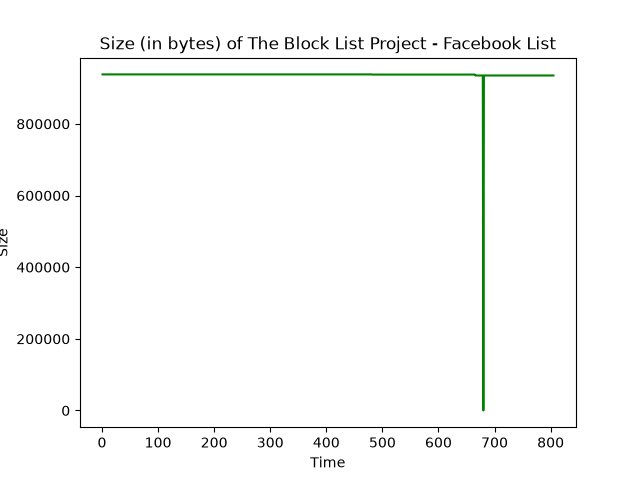 Size (in bytes) of The Block List Project - Facebook List
Size
800000
600000
400000
200000
0
0 100 200 300 400 500 600 700 800
Time